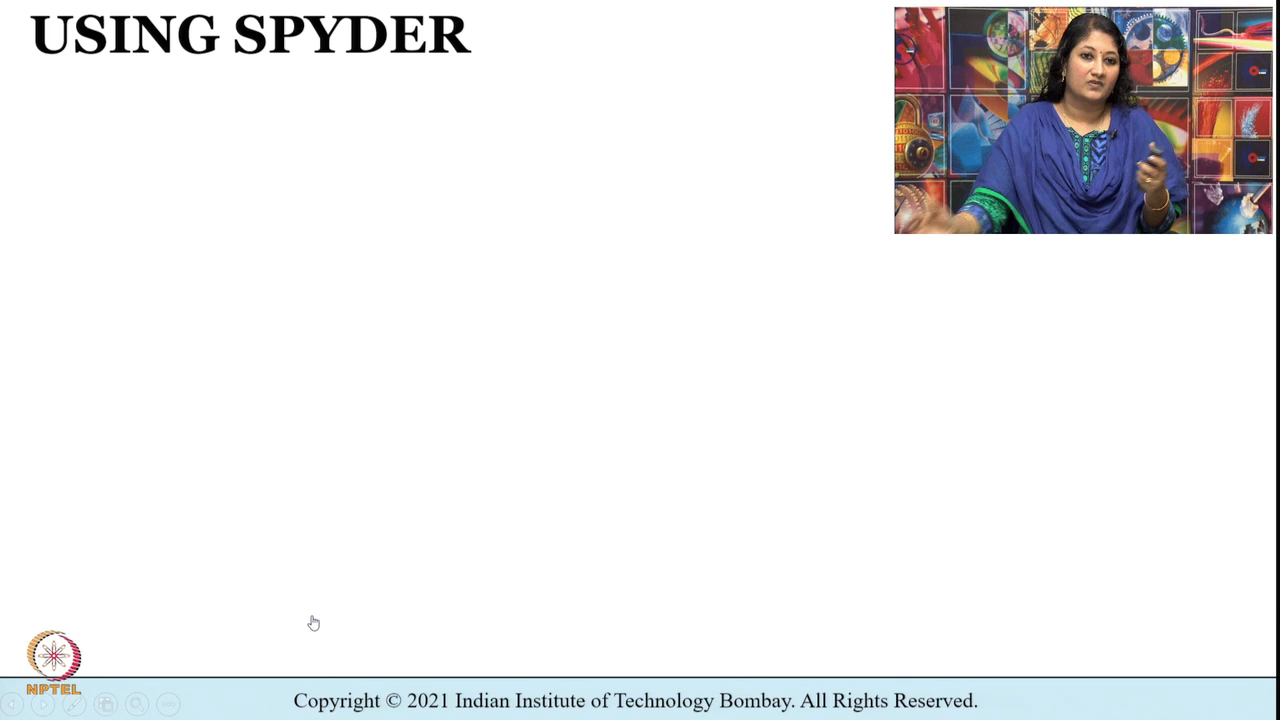 USING SPYDER
NPTEL
Copyright © 2021 Indian Institute of Technology Bombay. All Rights Reserved.